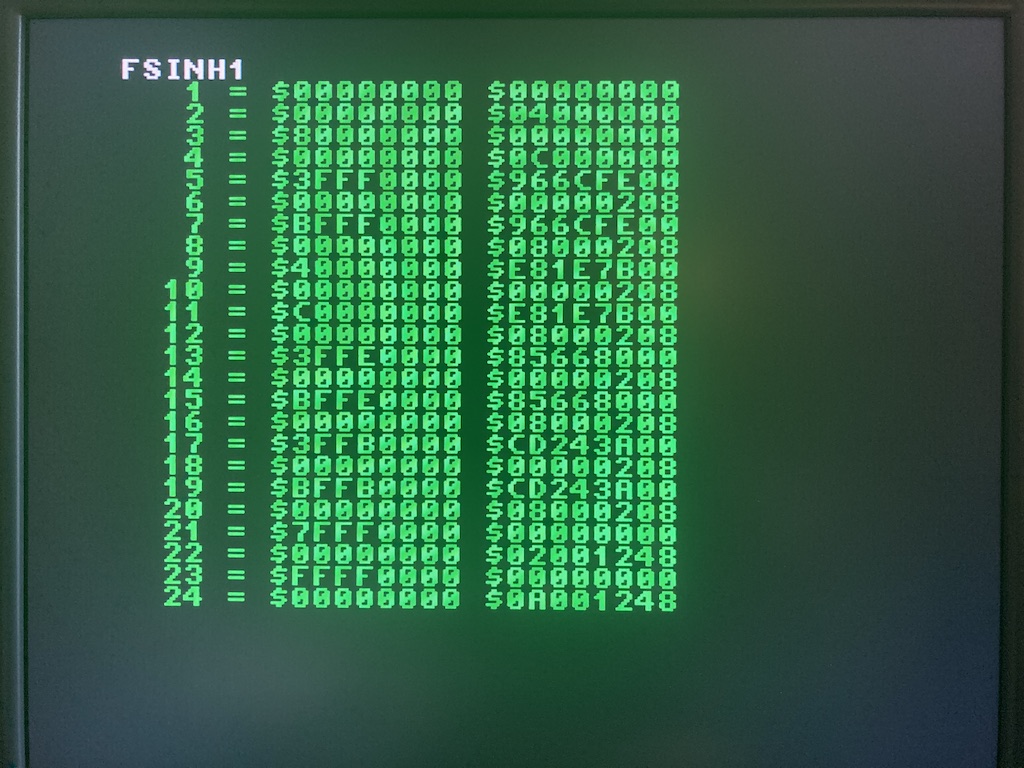 FSINH1
1 = $00000000 $00000000
2 = $00000000 $04000000
3 = $80000000 $00000000
4 = $00000000 $0C000000
5 = $3FFF0000 $966CFE00
6 = $00000000 $00000208
7 = $BFFF0000 $966CFE00
8 = $00000000 $08000208
9 = $40000000 $E81E7B00
10 = $00000000 $00000208
11 = $C0000000 $E81E7B00
12 = $00000000 $08000208
13 = $3FFE0000 $85668000
14 = $00000000 $00000208
15 = $BFFE0000 $85668000
16 = $00000000 $08000208
17 = $3FFB0000 $CD243A00
18 = $00000000 $00000208
19 = $BFFB0000 $CD243A00
20 = $00000000 $08000208
21 = $7FFF0000 $00000000
22 = $00000000 $02001248
23 = $FFFF0000 $00000000
24 = $00000000 $0A001248